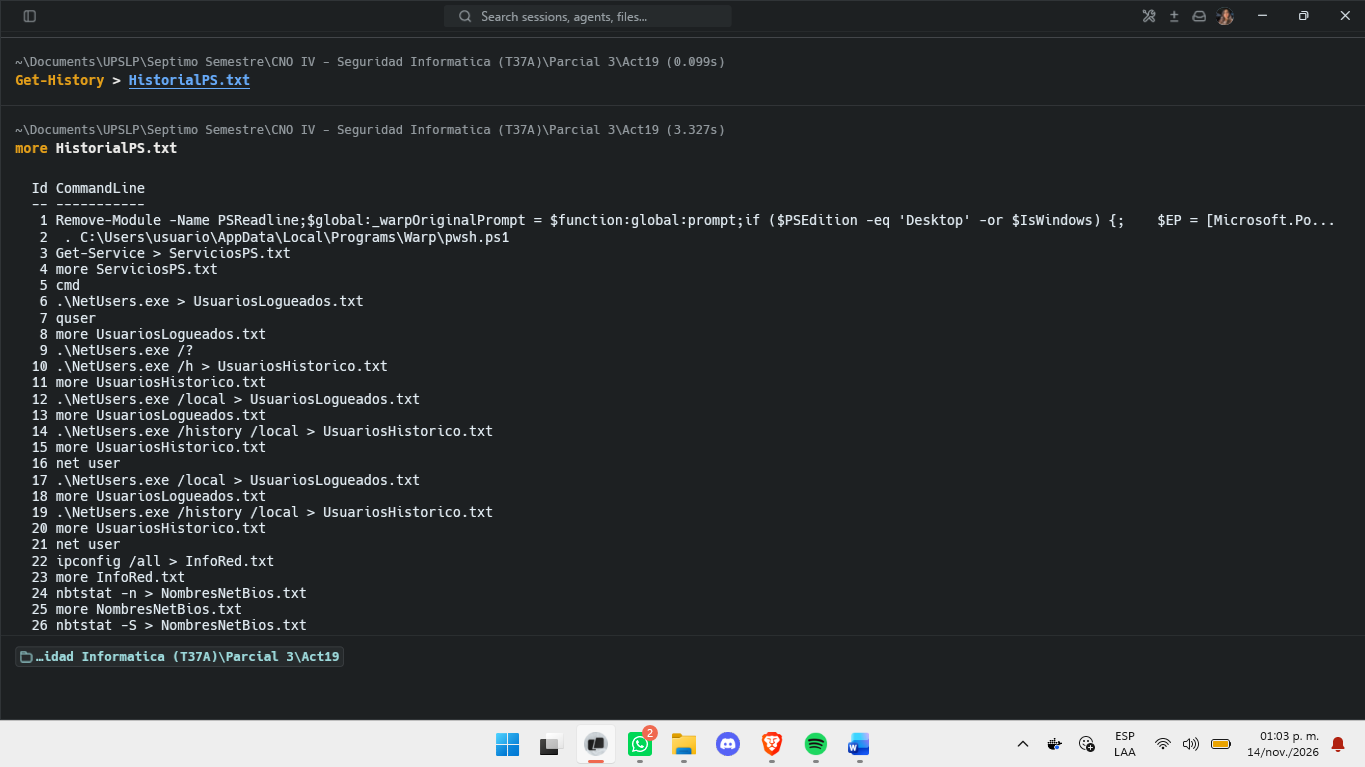 Search sessions, agents, files...
~\Documents\UPSLP\Septimo Semestre\CNO IV - Seguridad Informatica (T37A)\Parcial 3\Act19 (0.099s)
Get-History > HistorialPS.txt
~\Documents\UPSLP\Septimo Semestre\CNO IV - Seguridad Informatica (T37A)\Parcial 3\Act19 (3.327s)
more HistorialPS.txt
Id CommandLine
-- -----------
1 Remove-Module -Name PSReadline;$global:_warpOriginalPrompt = $function:global:prompt;if ($PSEdition -eq 'Desktop' -or $IsWindows) {;    $EP = [Microsoft.Po...
2  . C:\Users\usuario\AppData\Local\Programs\Warp\pwsh.ps1
3 Get-Service > ServiciosPS.txt
4 more ServiciosPS.txt
5 cmd
6 .\NetUsers.exe > UsuariosLogueados.txt
7 quser
8 more UsuariosLogueados.txt
9 .\NetUsers.exe /?
10 .\NetUsers.exe /h > UsuariosHistorico.txt
11 more UsuariosHistorico.txt
12 .\NetUsers.exe /local > UsuariosLogueados.txt
13 more UsuariosLogueados.txt
14 .\NetUsers.exe /history /local > UsuariosHistorico.txt
15 more UsuariosHistorico.txt
16 net user
17 .\NetUsers.exe /local > UsuariosLogueados.txt
18 more UsuariosLogueados.txt
19 .\NetUsers.exe /history /local > UsuariosHistorico.txt
20 more UsuariosHistorico.txt
21 net user
22 ipconfig /all > InfoRed.txt
23 more InfoRed.txt
24 nbtstat -n > NombresNetBios.txt
25 more NombresNetBios.txt
26 nbtstat -S > NombresNetBios.txt
…idad Informatica (T37A)\Parcial 3\Act19
2
W
ESP
LAA
01:03 p. m.
14/nov./2026